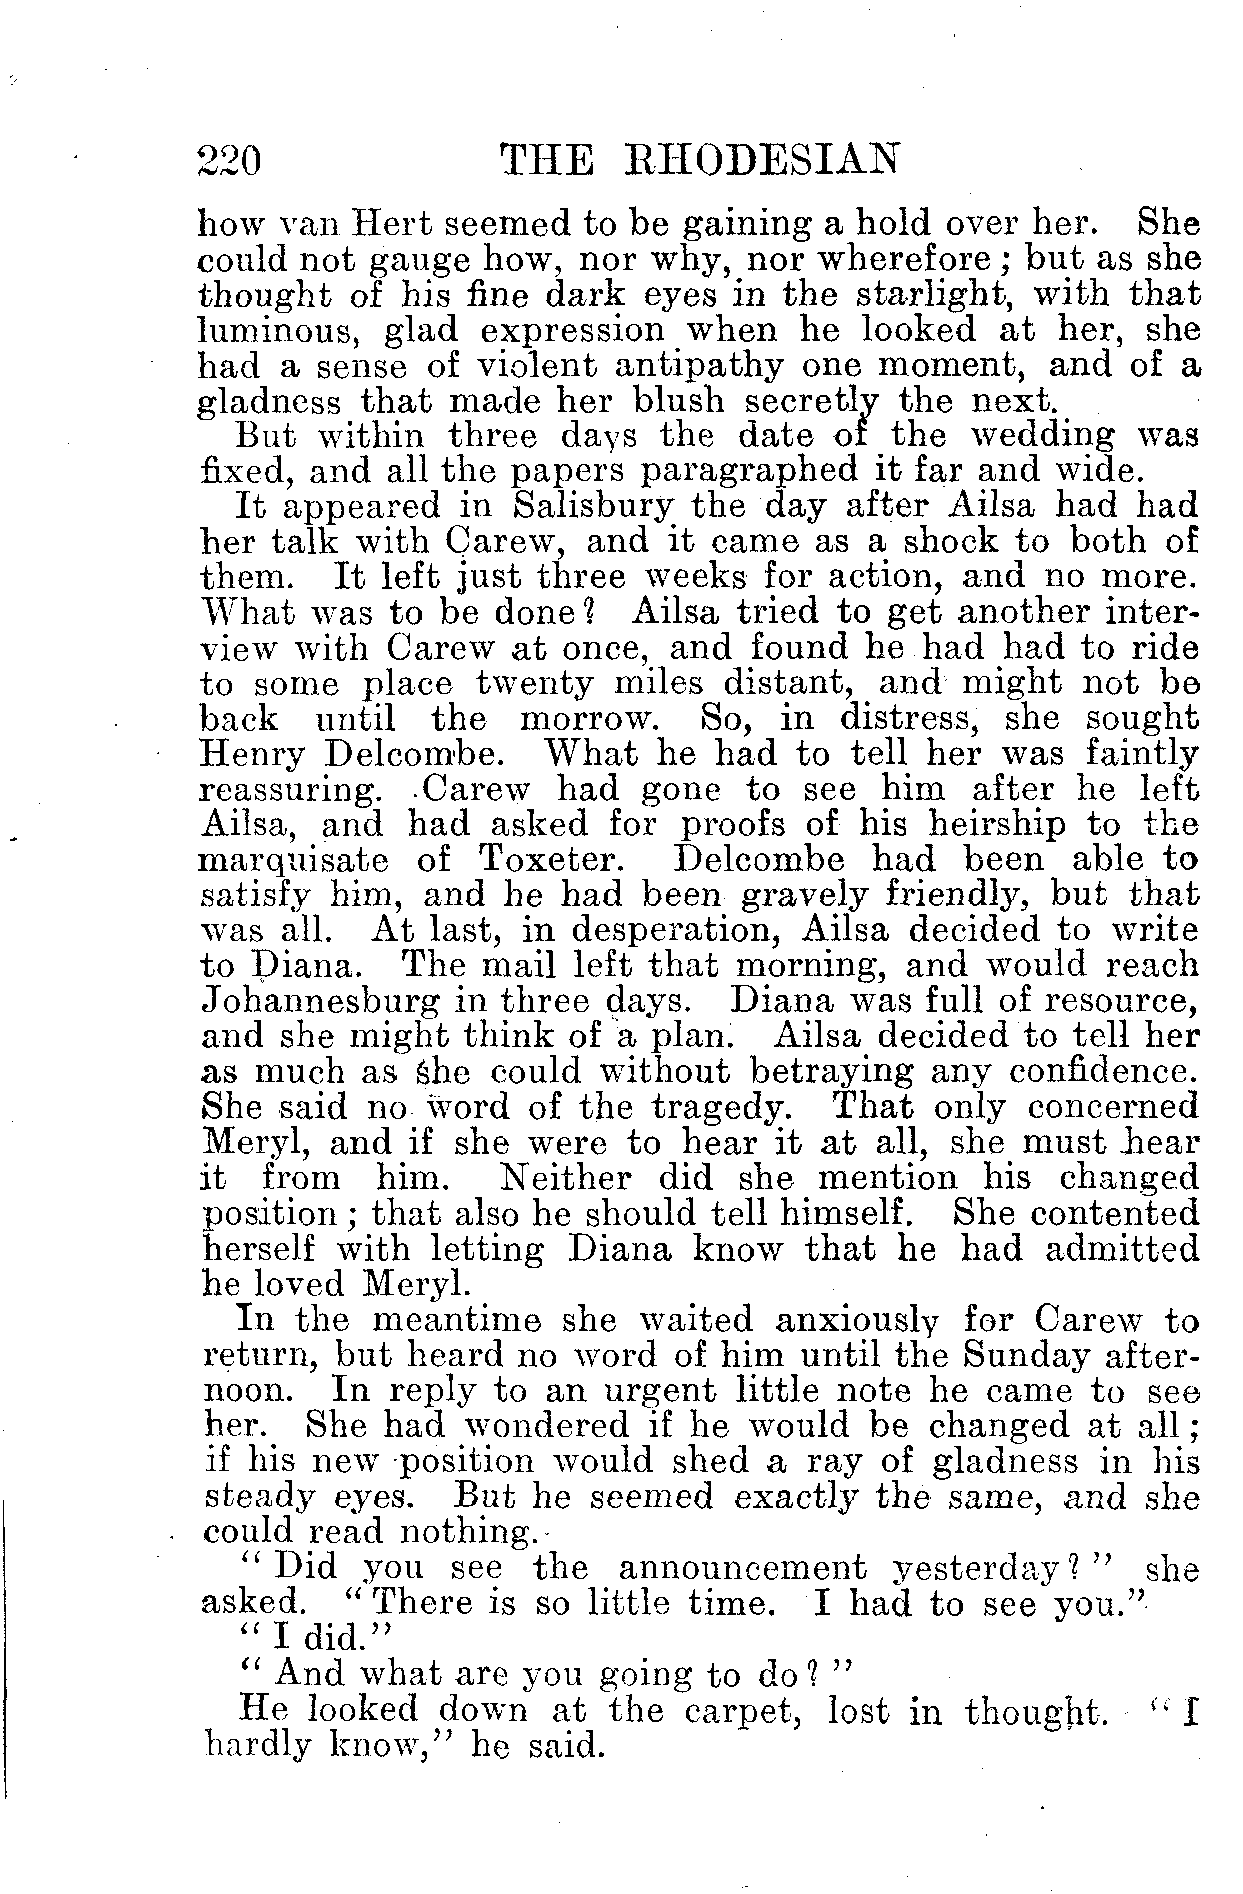 220 THE RHODESIAN
how van Hert seemed to be gaining a hold over her. She
could not gauge how, nor why, nor wherefore; but as she
thought of his fine dark eyes in the starlight, with that
luminous, glad expression when he looked at her, she
had a sense of violent antipathy one moment, and of a
gladness that made her blush secretly the next.
But within three days the date of the wedding was
fixed, and all the papers paragraphed it far and wide.
It appeared in Salisbury the day after Ailsa had had
her talk with Carew, and it came as a shock to both of
them. It left just three weeks for action, and no more.
What was to be done? Ailsa tried to get another inter-
view with Carew at once, and found he had had to ride
to some place twenty miles distant, and might not be
back until the morrow. So, in distress, she sought
Henry Delcombe. What he had to tell her was faintly
reassuring. Carew had gone to see him after he left
Ailsa, and had asked for proofs of his heirship to the
marquisate of Toxeter. Delcombe had been able to
satisfy him, and he had been gravely friendly, but that
was all. At last, in desperation, Ailsa decided to write
to Diana. The mail left that morning, and would reach
Johannesburg in three days. Diana was full of resource,
and she might think of a plan. Ailsa decided to tell her
as much as she could without betraying any confidence.
She said no word of the tragedy. That only concerned
Meryl, and if she were to hear it at all, she must hear
it from him. Neither did she mention his changed
position; that also he should tell himself. She contented
herself with letting Diana know that he had admitted
he loved Meryl.
In the meantime she waited anxiously for Carew to
return, but heard no word of him until the Sunday after-
noon. In reply to an urgent little note he came to see
her. She had wondered if he would be changed at all;
if his new position would shed a ray of gladness in his
steady eyes. But he seemed exactly the same, and she
could read nothing.
"Did you see the announcement yesterday?" she
asked. "There is so little time. I had to see you."
"I did."
"And what are you going to do?"
He looked down at the carpet, lost in thought. "I
hardly know," he said.